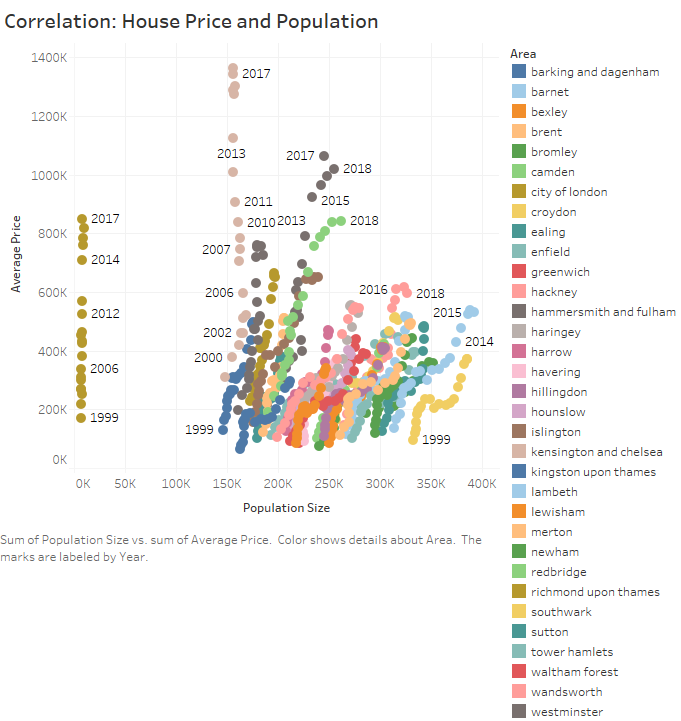 Correlation: House Price and Population
Average Price
1400K
1200K
1000K
800K
600K
400K
200K
0K
2017
2014
2012
2006
1999
2017
2013
2011
2010
2007
2006
2002
2000
1999
2017
2018
2015
2013
2018
2016
2018
2015
2014
1999
0K 50K 100K 150K 200K 250K 300K 350K 400K
Population Size
Sum of Population Size vs. sum of Average Price. Color shows details about Area. The
marks are labeled by Year.
Area
barking and dagenham
barnet
bexley
brent
bromley
camden
city of london
croydon
ealing
enfield
greenwich
hackney
hammersmith and fulham
haringey
harrow
havering
hillingdon
hounslow
islington
kensington and chelsea
kingston upon thames
lambeth
lewisham
merton
newham
redbridge
richmond upon thames
southwark
sutton
tower hamlets
waltham forest
wandsworth
westminster